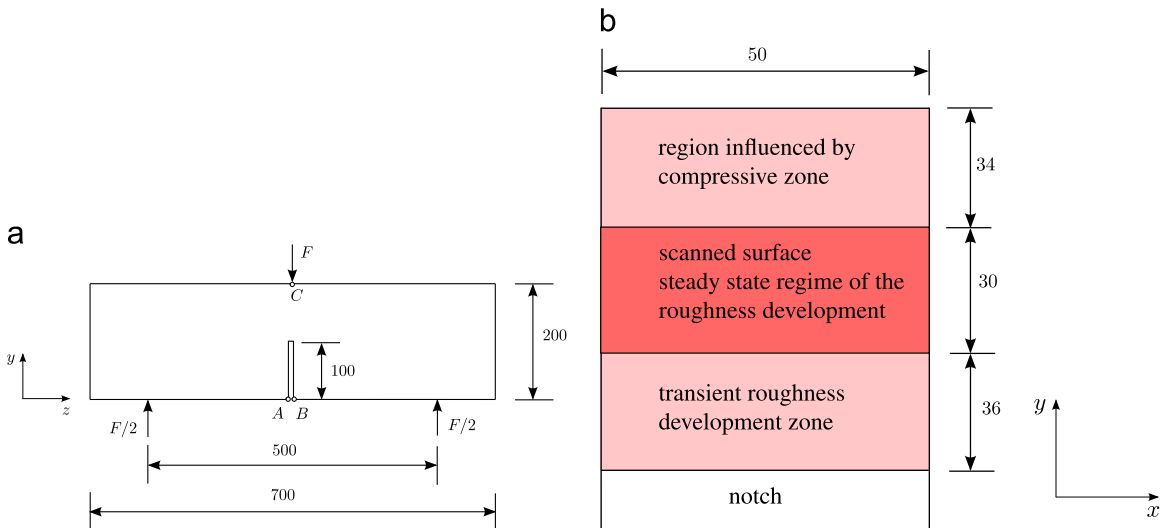 a
F
C
200
100
y
z
A
B
F/2
F/2
500
700
b
50
region influenced by
compressive zone
34
scanned surface
steady state regime of the
roughness development
30
transient roughness
development zone
36
notch
y
x